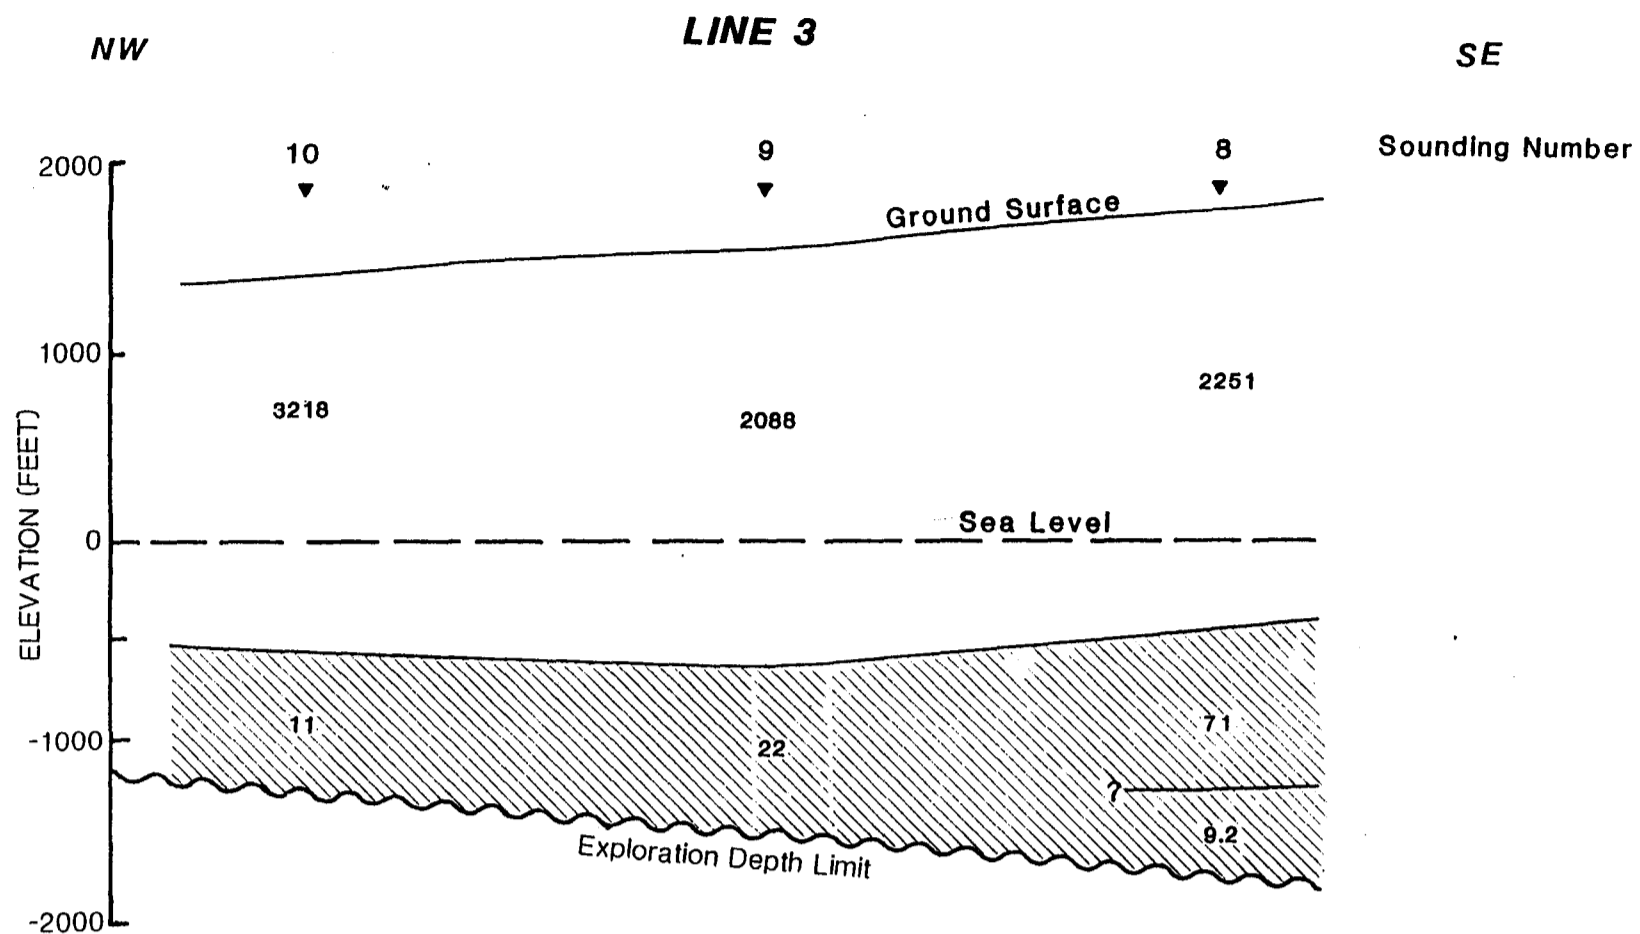 LINE 3
NW
SE
10
9
8
Sounding Number
2000
Ground Surface
1000
2251
3218
2088
ELEVATION (FEET)
Sea Level
0
11
71
-1000
22
?
9.2
Exploration Depth Limit
-2000